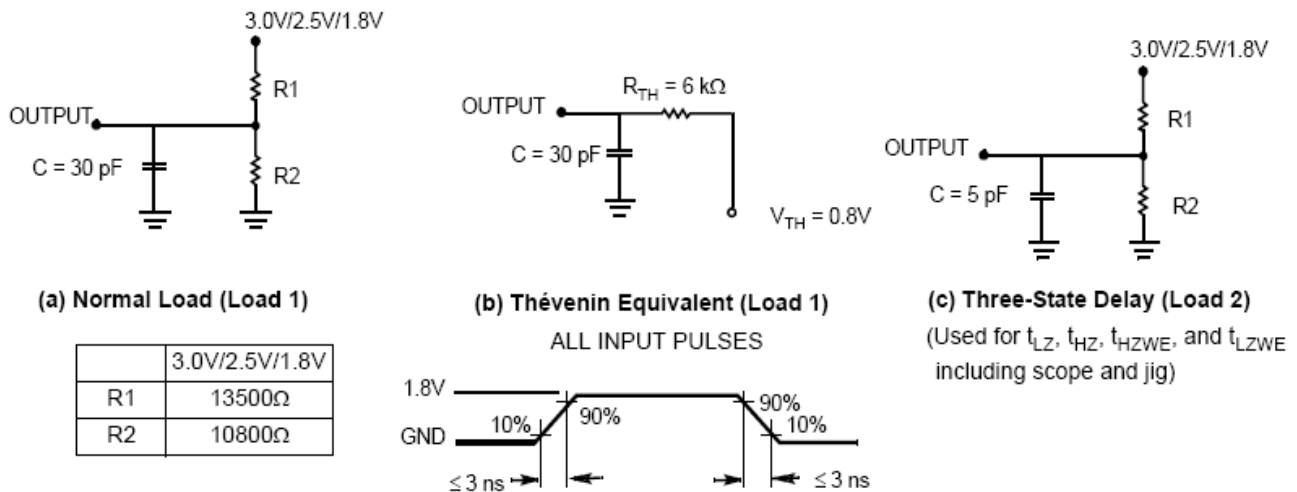 3.0V/2.5V/1.8V
R1
OUTPUT
C = 30 pF
R2
(a) Normal Load (Load 1)
3.0V/2.5V/1.8V
R1 13500Ω
R2 10800Ω
R_TH = 6 kΩ
OUTPUT
C = 30 pF
V_TH = 0.8V
(b) Thévenin Equivalent (Load 1)
ALL INPUT PULSES
1.8V
GND
10%
90%
90%
10%
≤ 3 ns
≤ 3 ns
3.0V/2.5V/1.8V
R1
OUTPUT
C = 5 pF
R2
(c) Three-State Delay (Load 2)
(Used for t_LZ, t_HZ, t_HZWE, and t_LZWE
including scope and jig)